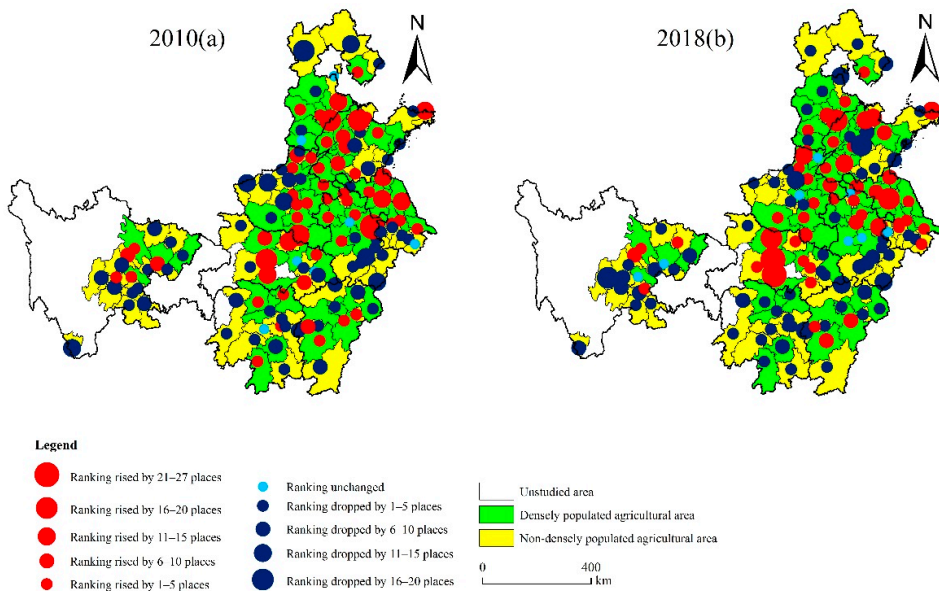 2010(a)
N
2018(b)
N
Legend
Ranking rised by 21–27 places
Ranking rised by 16–20 places
Ranking rised by 11–15 places
Ranking rised by 6–10 places
Ranking rised by 1–5 places
Ranking unchanged
Ranking dropped by 1–5 places
Ranking dropped by 6–10 places
Ranking dropped by 11–15 places
Ranking dropped by 16–20 places
Unstudied area
Densely populated agricultural area
Non-densely populated agricultural area
0 400
km